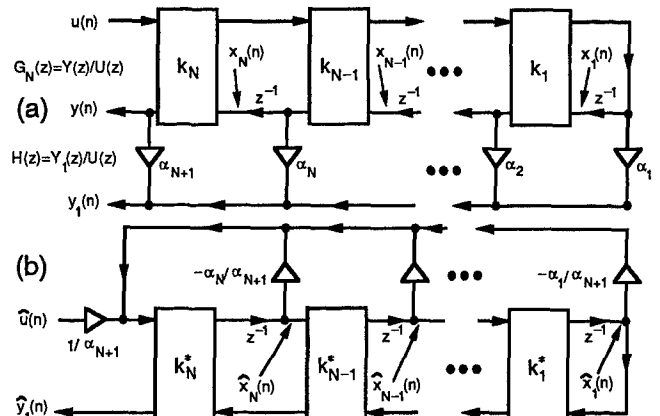 u(n)
k_N
x_N(n)
k_{N-1}
x_{N-1}(n)
k_1
x_1(n)
G_N(z)=Y(z)/U(z)
z^{-1}
z^{-1}
z^{-1}
(a)
y(n)
H(z)=Y_1(z)/U(z)
α_{N+1}
α_N
α_2
α_1
y_1(n)
(b)
-α_N/α_{N+1}
-α_1/α_{N+1}
û(n)
1/α_{N+1}
k*_N
z^{-1}
k*_{N-1}
z^{-1}
k*_1
z^{-1}
x̂_N(n)
x̂_{N-1}(n)
x̂_1(n)
ŷ_1(n)